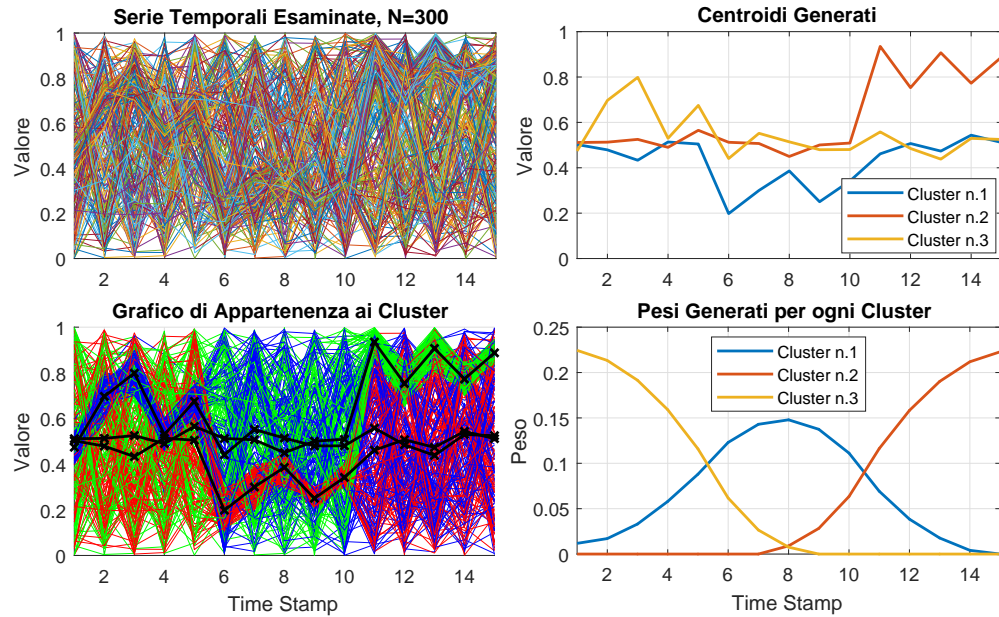 Serie Temporali Esaminate, N=300
Valore
1
0.8
0.6
0.4
0.2
0
2 4 6 8 10 12 14
Centroidi Generati
Valore
1
0.8
0.6
0.4
0.2
0
2 4 6 8 10 12 14
Cluster n.1
Cluster n.2
Cluster n.3
Grafico di Appartenenza ai Cluster
Valore
1
0.8
0.6
0.4
0.2
0
2 4 6 8 10 12 14
Time Stamp
Pesi Generati per ogni Cluster
Peso
0.25
0.2
0.15
0.1
0.05
0
2 4 6 8 10 12 14
Time Stamp
Cluster n.1
Cluster n.2
Cluster n.3